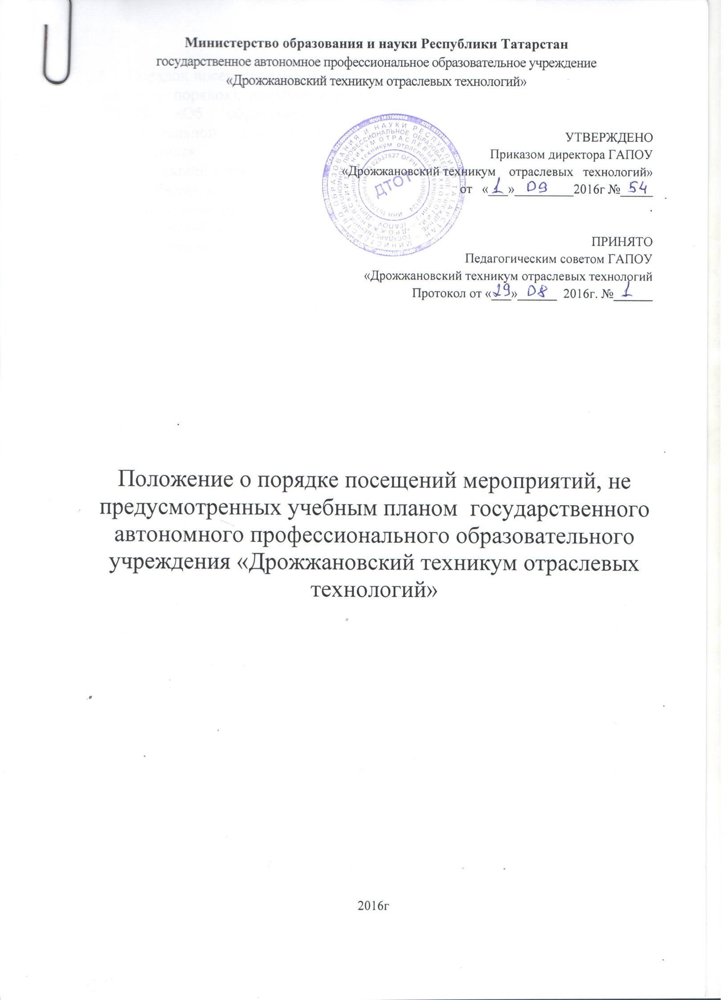 Министерство образования и науки Республики Татарстан
государственное автономное профессиональное образовательное учреждение
«Дрожжановский техникум отраслевых технологий»
УТВЕРЖДЕНО
Приказом директора ГАПОУ
«Дрожжановский техникум отраслевых технологий»
от «1» 09 2016г № 54
ДТОТ
ИНН 1617000958
ПРИНЯТО
Педагогическим советом ГАПОУ
«Дрожжановский техникум отраслевых технологий
Протокол от «29» 08 2016г. № 1
Положение о порядке посещений мероприятий, не
предусмотренных учебным планом государственного
автономного профессионального образовательного
учреждения «Дрожжановский техникум отраслевых
технологий»
2016г